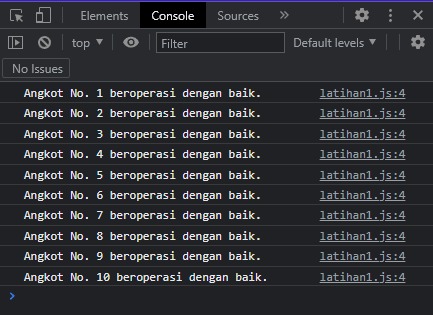 Elements Console Sources »
top Filter Default levels
No Issues
Angkot No. 1 beroperasi dengan baik. latihan1.js:4
Angkot No. 2 beroperasi dengan baik. latihan1.js:4
Angkot No. 3 beroperasi dengan baik. latihan1.js:4
Angkot No. 4 beroperasi dengan baik. latihan1.js:4
Angkot No. 5 beroperasi dengan baik. latihan1.js:4
Angkot No. 6 beroperasi dengan baik. latihan1.js:4
Angkot No. 7 beroperasi dengan baik. latihan1.js:4
Angkot No. 8 beroperasi dengan baik. latihan1.js:4
Angkot No. 9 beroperasi dengan baik. latihan1.js:4
Angkot No. 10 beroperasi dengan baik. latihan1.js:4
>